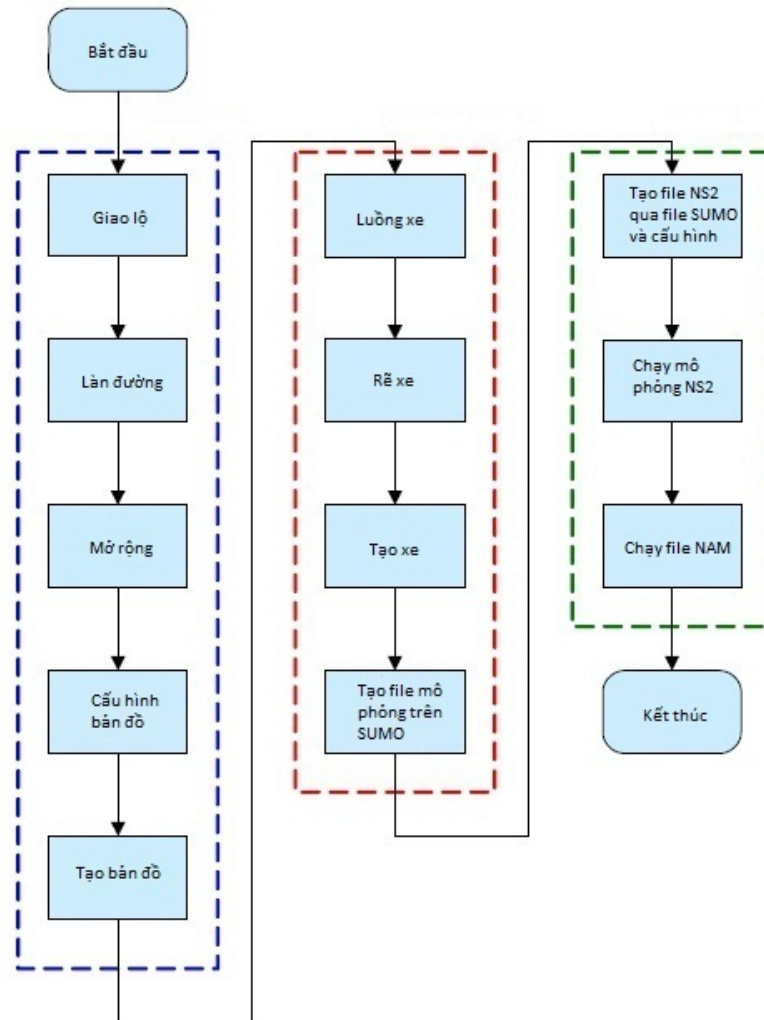 Bắt đầu
Giao lộ
Làn đường
Mở rộng
Cấu hình
bản đồ
Tạo bản đồ
Luồng xe
Rẽ xe
Tạo xe
Tạo file mô
phỏng trên
SUMO
Tạo file NS2
qua file SUMO
và cấu hình
Chạy mô
phỏng NS2
Chạy file NAM
Kết thúc